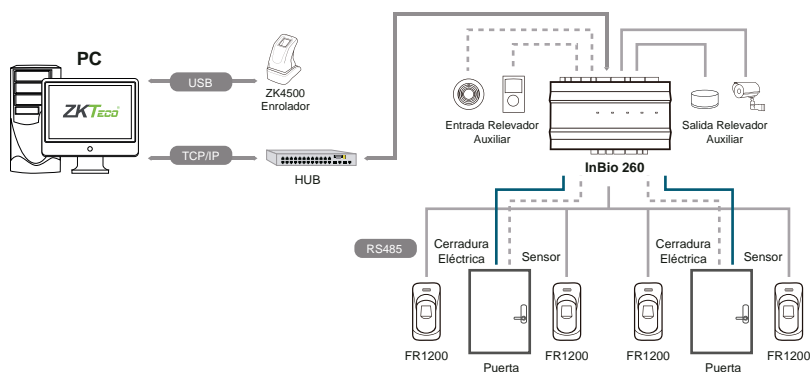 PC
ZKTeco
USB
ZK4500
Enrolador
TCP/IP
HUB
Entrada Relevador
Auxiliar
Salida Relevador
Auxiliar
InBio 260
RS485
Cerradura
Eléctrica
Sensor
Cerradura
Eléctrica
Sensor
FR1200
Puerta
FR1200
FR1200
Puerta
FR1200